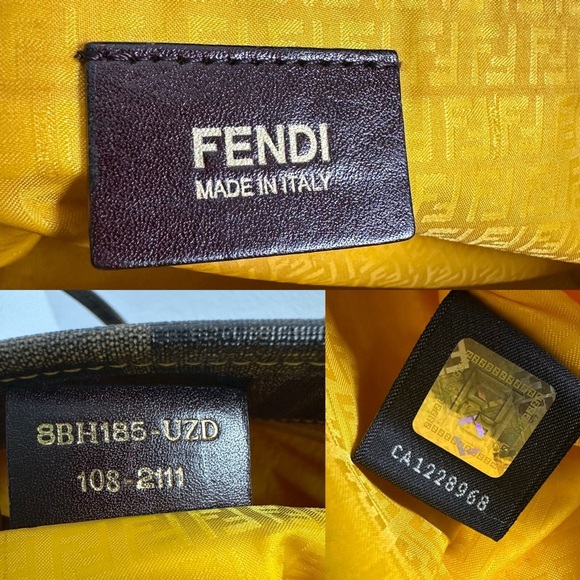 FENDI
MADE IN ITALY
8BH185-UZD
108-2111
CA1228968